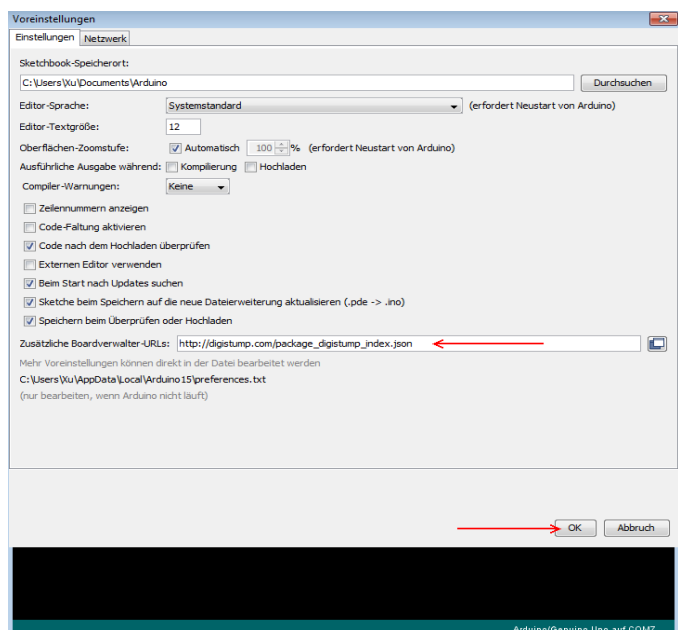 Voreinstellungen
Einstellungen Netzwerk
Sketchbook-Speicherort:
C:\Users\Xu\Documents\Arduino Durchsuchen
Editor-Sprache: Systemstandard (erfordert Neustart von Arduino)
Editor-Textgröße: 12
Oberflächen-Zoomstufe: Automatisch 100 % (erfordert Neustart von Arduino)
Ausführliche Ausgabe während: Kompilierung Hochladen
Compiler-Warnungen: Keine
Zeilennummern anzeigen
Code-Faltung aktivieren
Code nach dem Hochladen überprüfen
Externen Editor verwenden
Beim Start nach Updates suchen
Sketche beim Speichern auf die neue Dateierweiterung aktualisieren (.pde -> .ino)
Speichern beim Überprüfen oder Hochladen
Zusätzliche Boardverwalter-URLs: http://digistump.com/package_digistump_index.json
Mehr Voreinstellungen können direkt in der Datei bearbeitet werden
C:\Users\Xu\AppData\Local\Arduino15\preferences.txt
(nur bearbeiten, wenn Arduino nicht läuft)
OK Abbruch
Arduino/Genuino Uno auf COM7